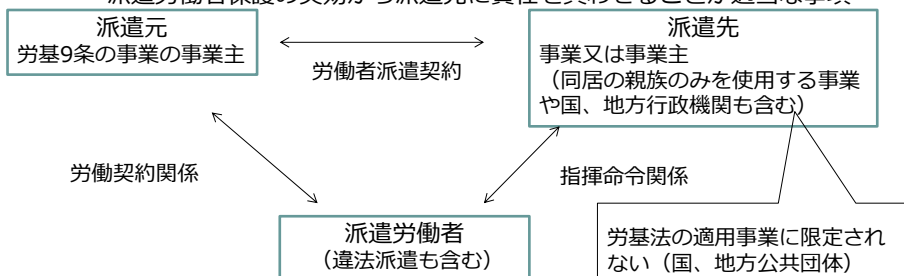 派遣労働者保護の実効から派遣先に責任を負わせることが適当な事項
派遣元
労基9条の事業の事業主
労働者派遣契約
派遣先
事業又は事業主
（同居の親族のみを使用する事業
や国、地方行政機関も含む）
労働契約関係
指揮命令関係
派遣労働者
（違法派遣も含む）
労基法の適用事業に限定され
ない（国、地方公共団体）